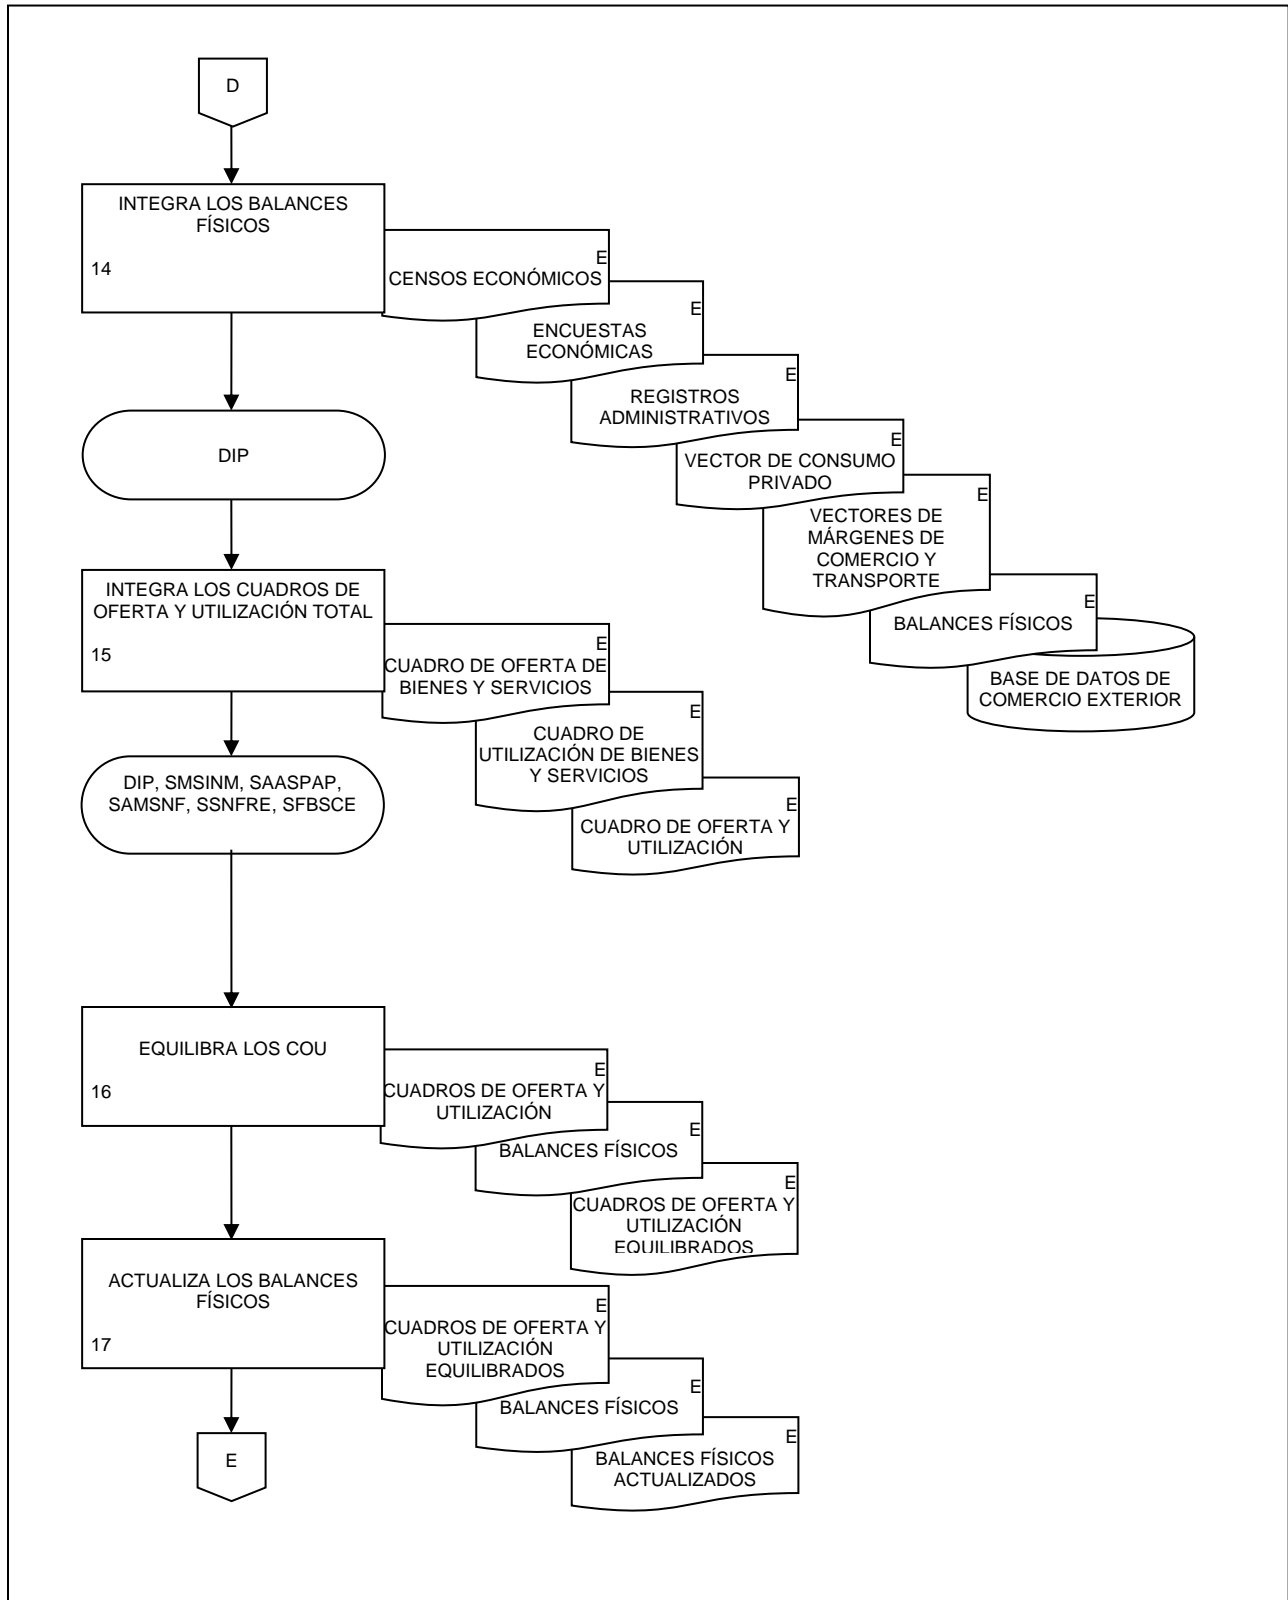 D
INTEGRA LOS BALANCES
FÍSICOS
14
E
CENSOS ECONÓMICOS
E
ENCUESTAS
ECONÓMICAS
E
REGISTROS
ADMINISTRATIVOS
E
VECTOR DE CONSUMO
PRIVADO
E
VECTORES DE
MÁRGENES DE
COMERCIO Y
TRANSPORTE
E
BALANCES FÍSICOS
BASE DE DATOS DE
COMERCIO EXTERIOR
DIP
INTEGRA LOS CUADROS DE
OFERTA Y UTILIZACIÓN TOTAL
15
E
CUADRO DE OFERTA DE
BIENES Y SERVICIOS
E
CUADRO DE
UTILIZACIÓN DE BIENES
Y SERVICIOS
E
CUADRO DE OFERTA Y
UTILIZACIÓN
DIP, SMSINM, SAASPAP,
SAMSNF, SSNFRE, SFBSCE
EQUILIBRA LOS COU
16
E
CUADROS DE OFERTA Y
UTILIZACIÓN
E
BALANCES FÍSICOS
E
CUADROS DE OFERTA Y
UTILIZACIÓN
EQUILIBRADOS
ACTUALIZA LOS BALANCES
FÍSICOS
17
E
CUADROS DE OFERTA Y
UTILIZACIÓN
EQUILIBRADOS
E
BALANCES FÍSICOS
E
BALANCES FÍSICOS
ACTUALIZADOS
E